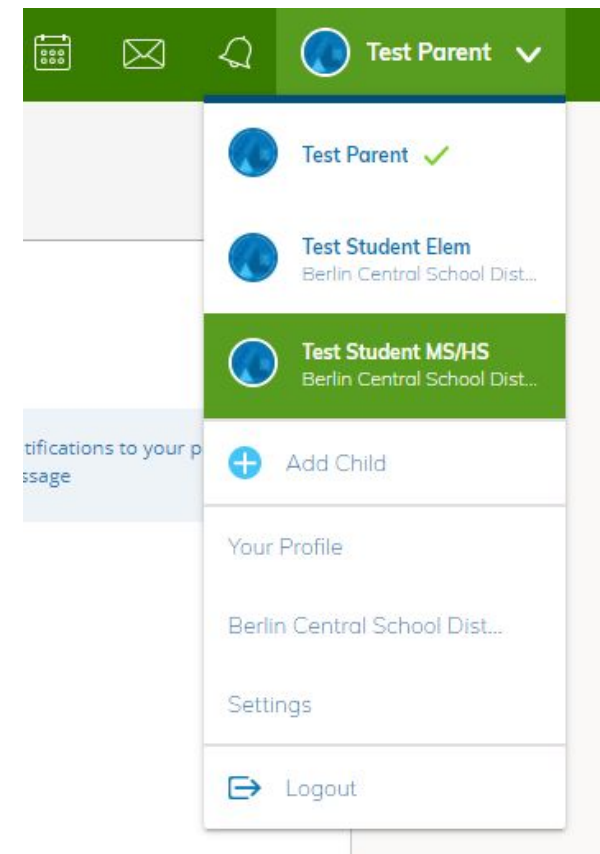 Test Parent
Test Parent
Test Student Elem
Berlin Central School Dist...
Test Student MS/HS
Berlin Central School Dist...
tifications to your p
ssage
Add Child
Your Profile
Berlin Central School Dist...
Settings
Logout